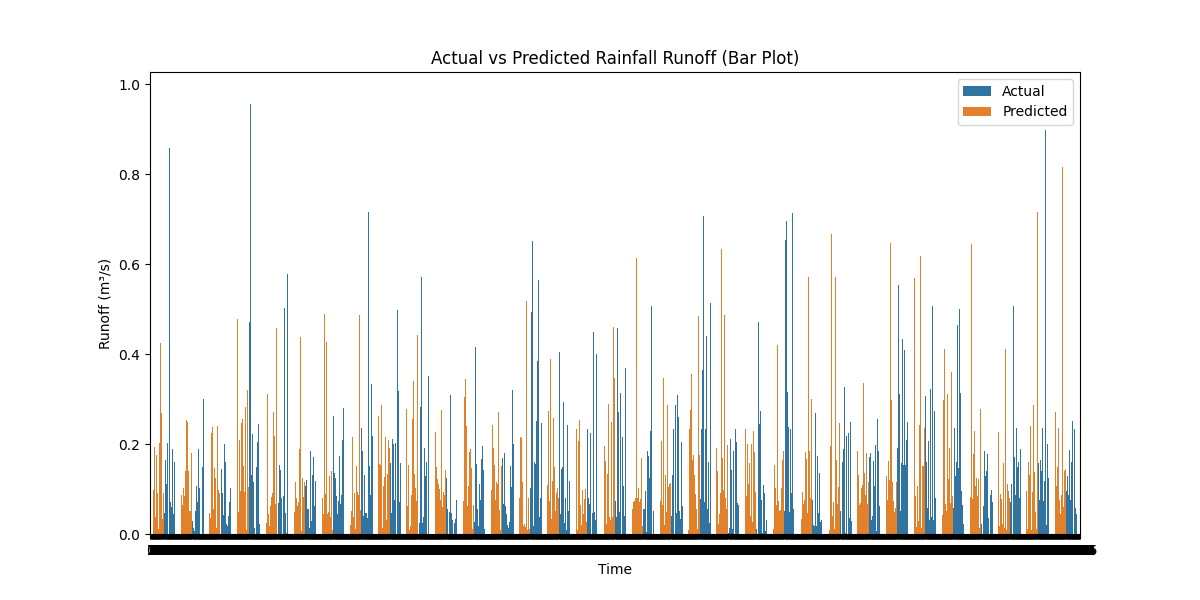 Actual vs Predicted Rainfall Runoff (Bar Plot)
Actual
Predicted
Runoff (m³/s)
1.0
0.8
0.6
0.4
0.2
0.0
Time